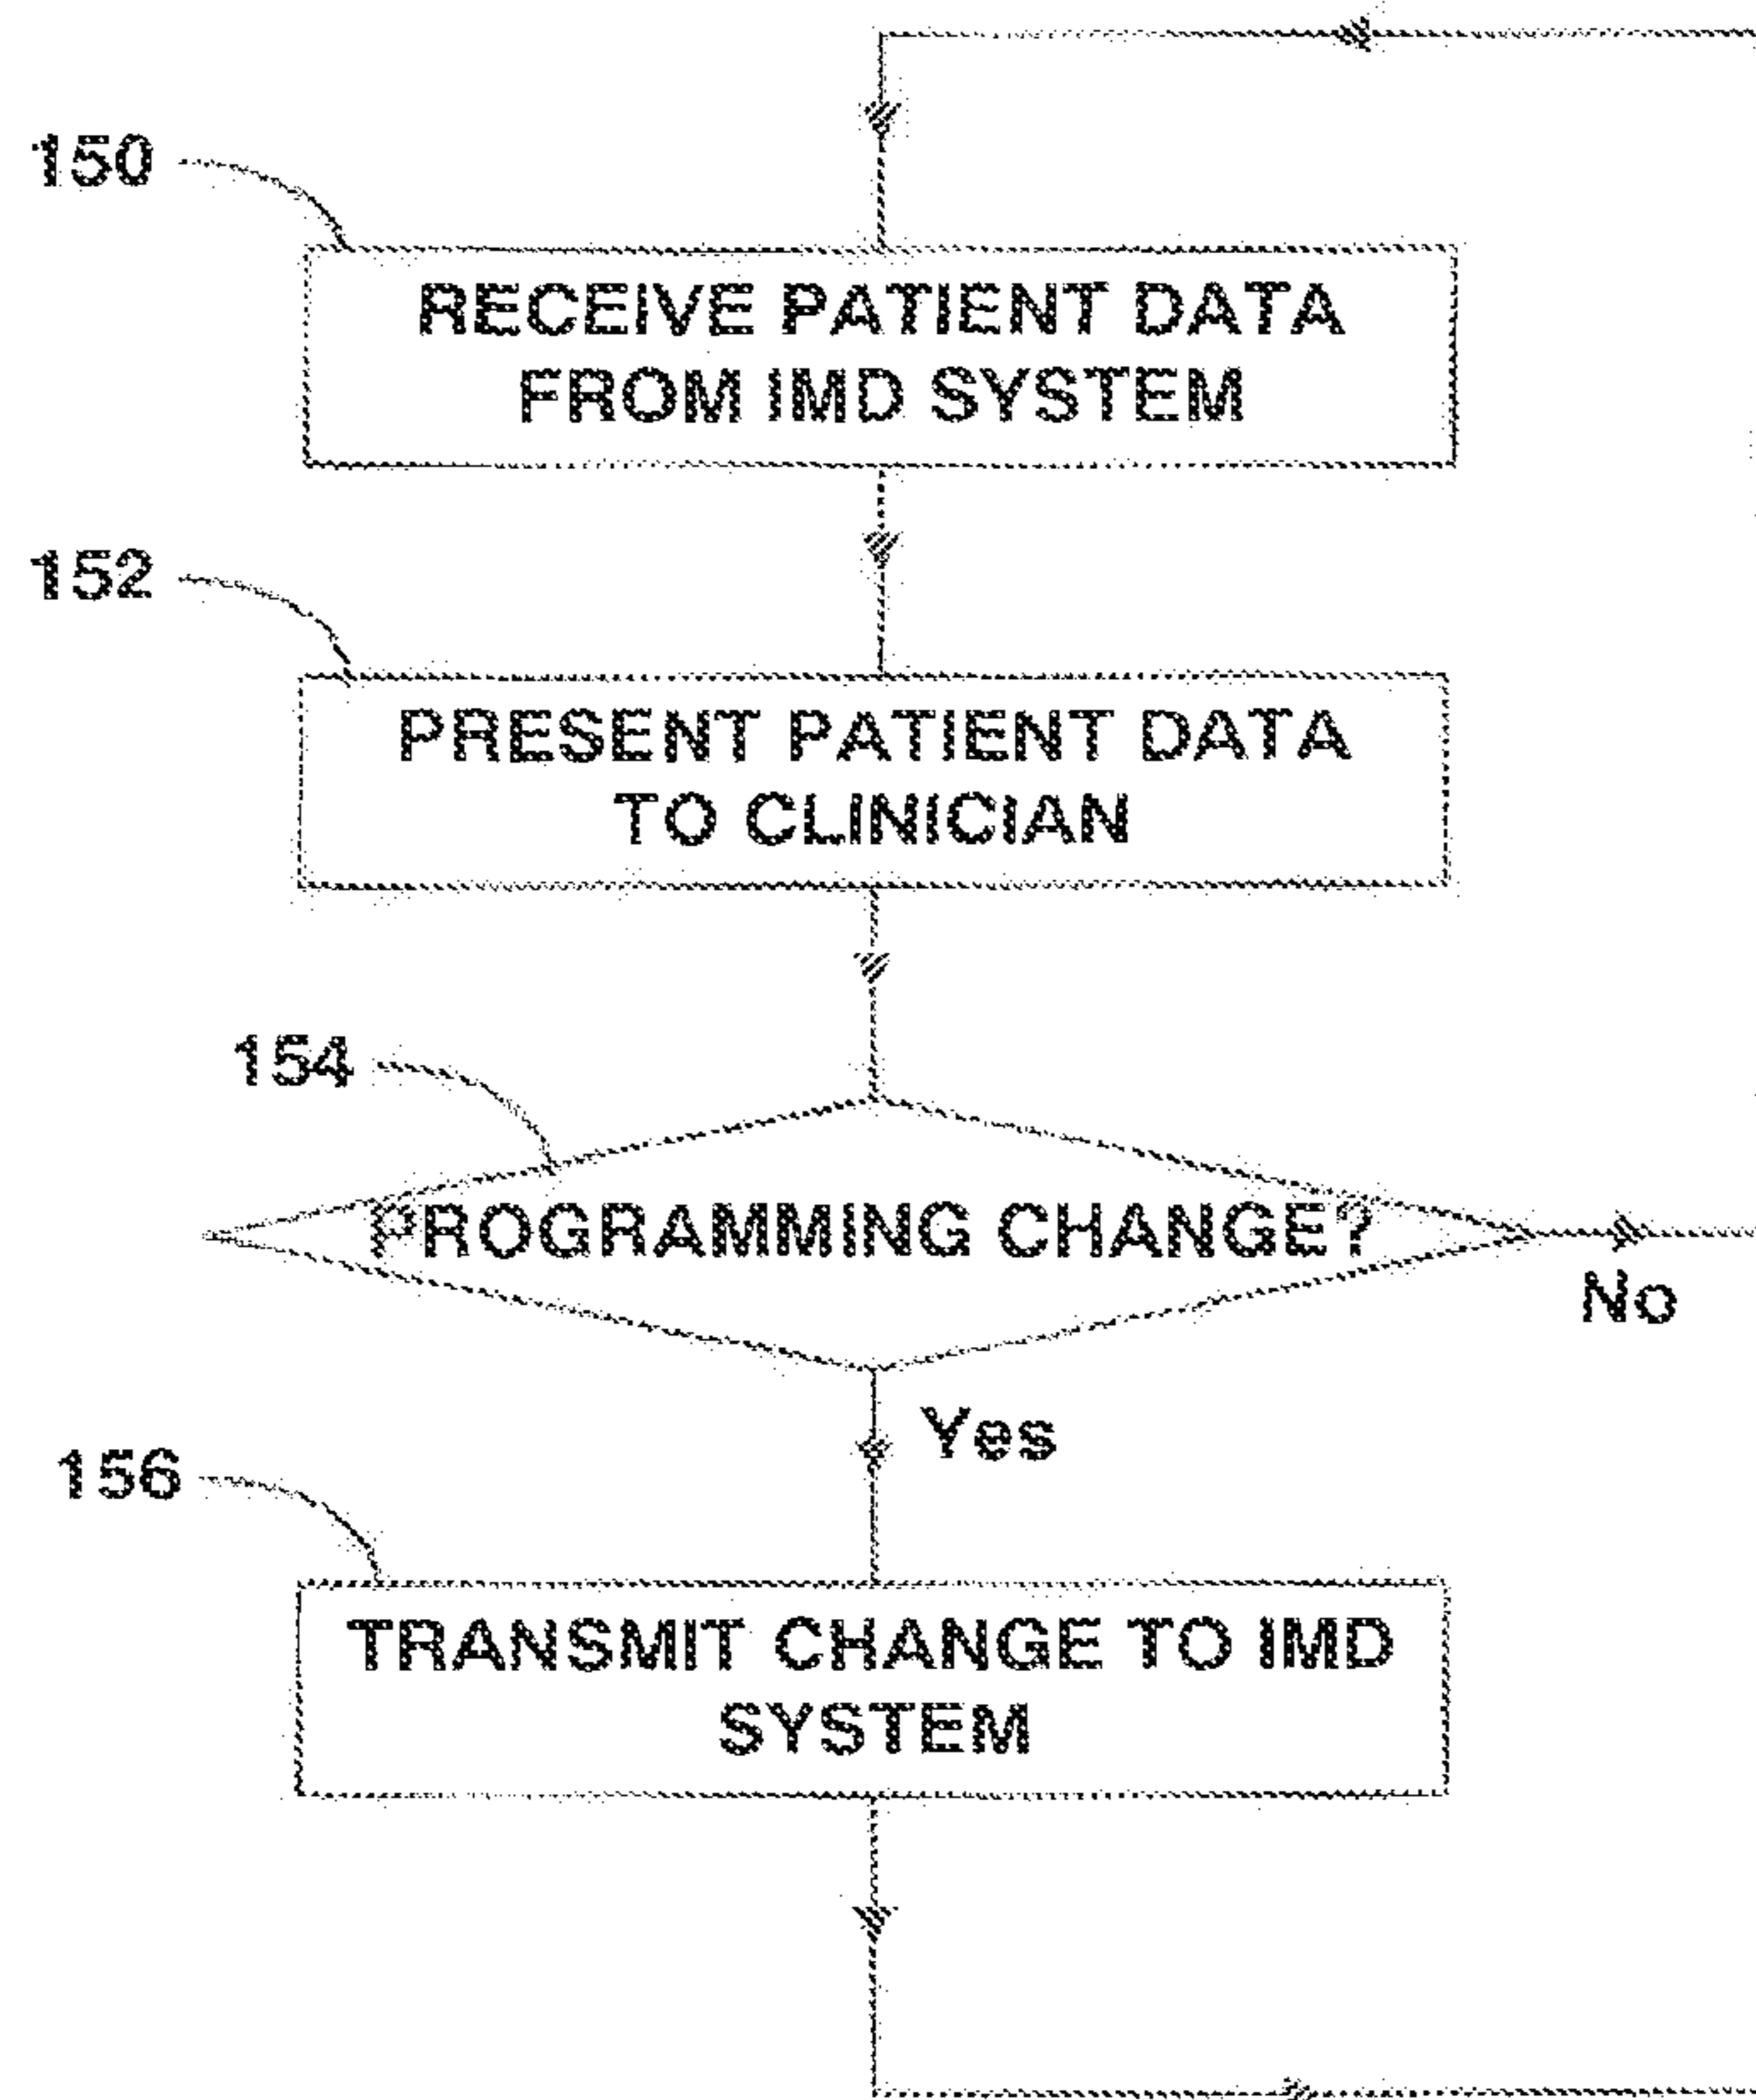 150
RECEIVE PATIENT DATA
FROM IMD SYSTEM
152
PRESENT PATIENT DATA
TO CLINICIAN
154
PROGRAMMING CHANGE?
No
Yes
156
TRANSMIT CHANGE TO IMD
SYSTEM